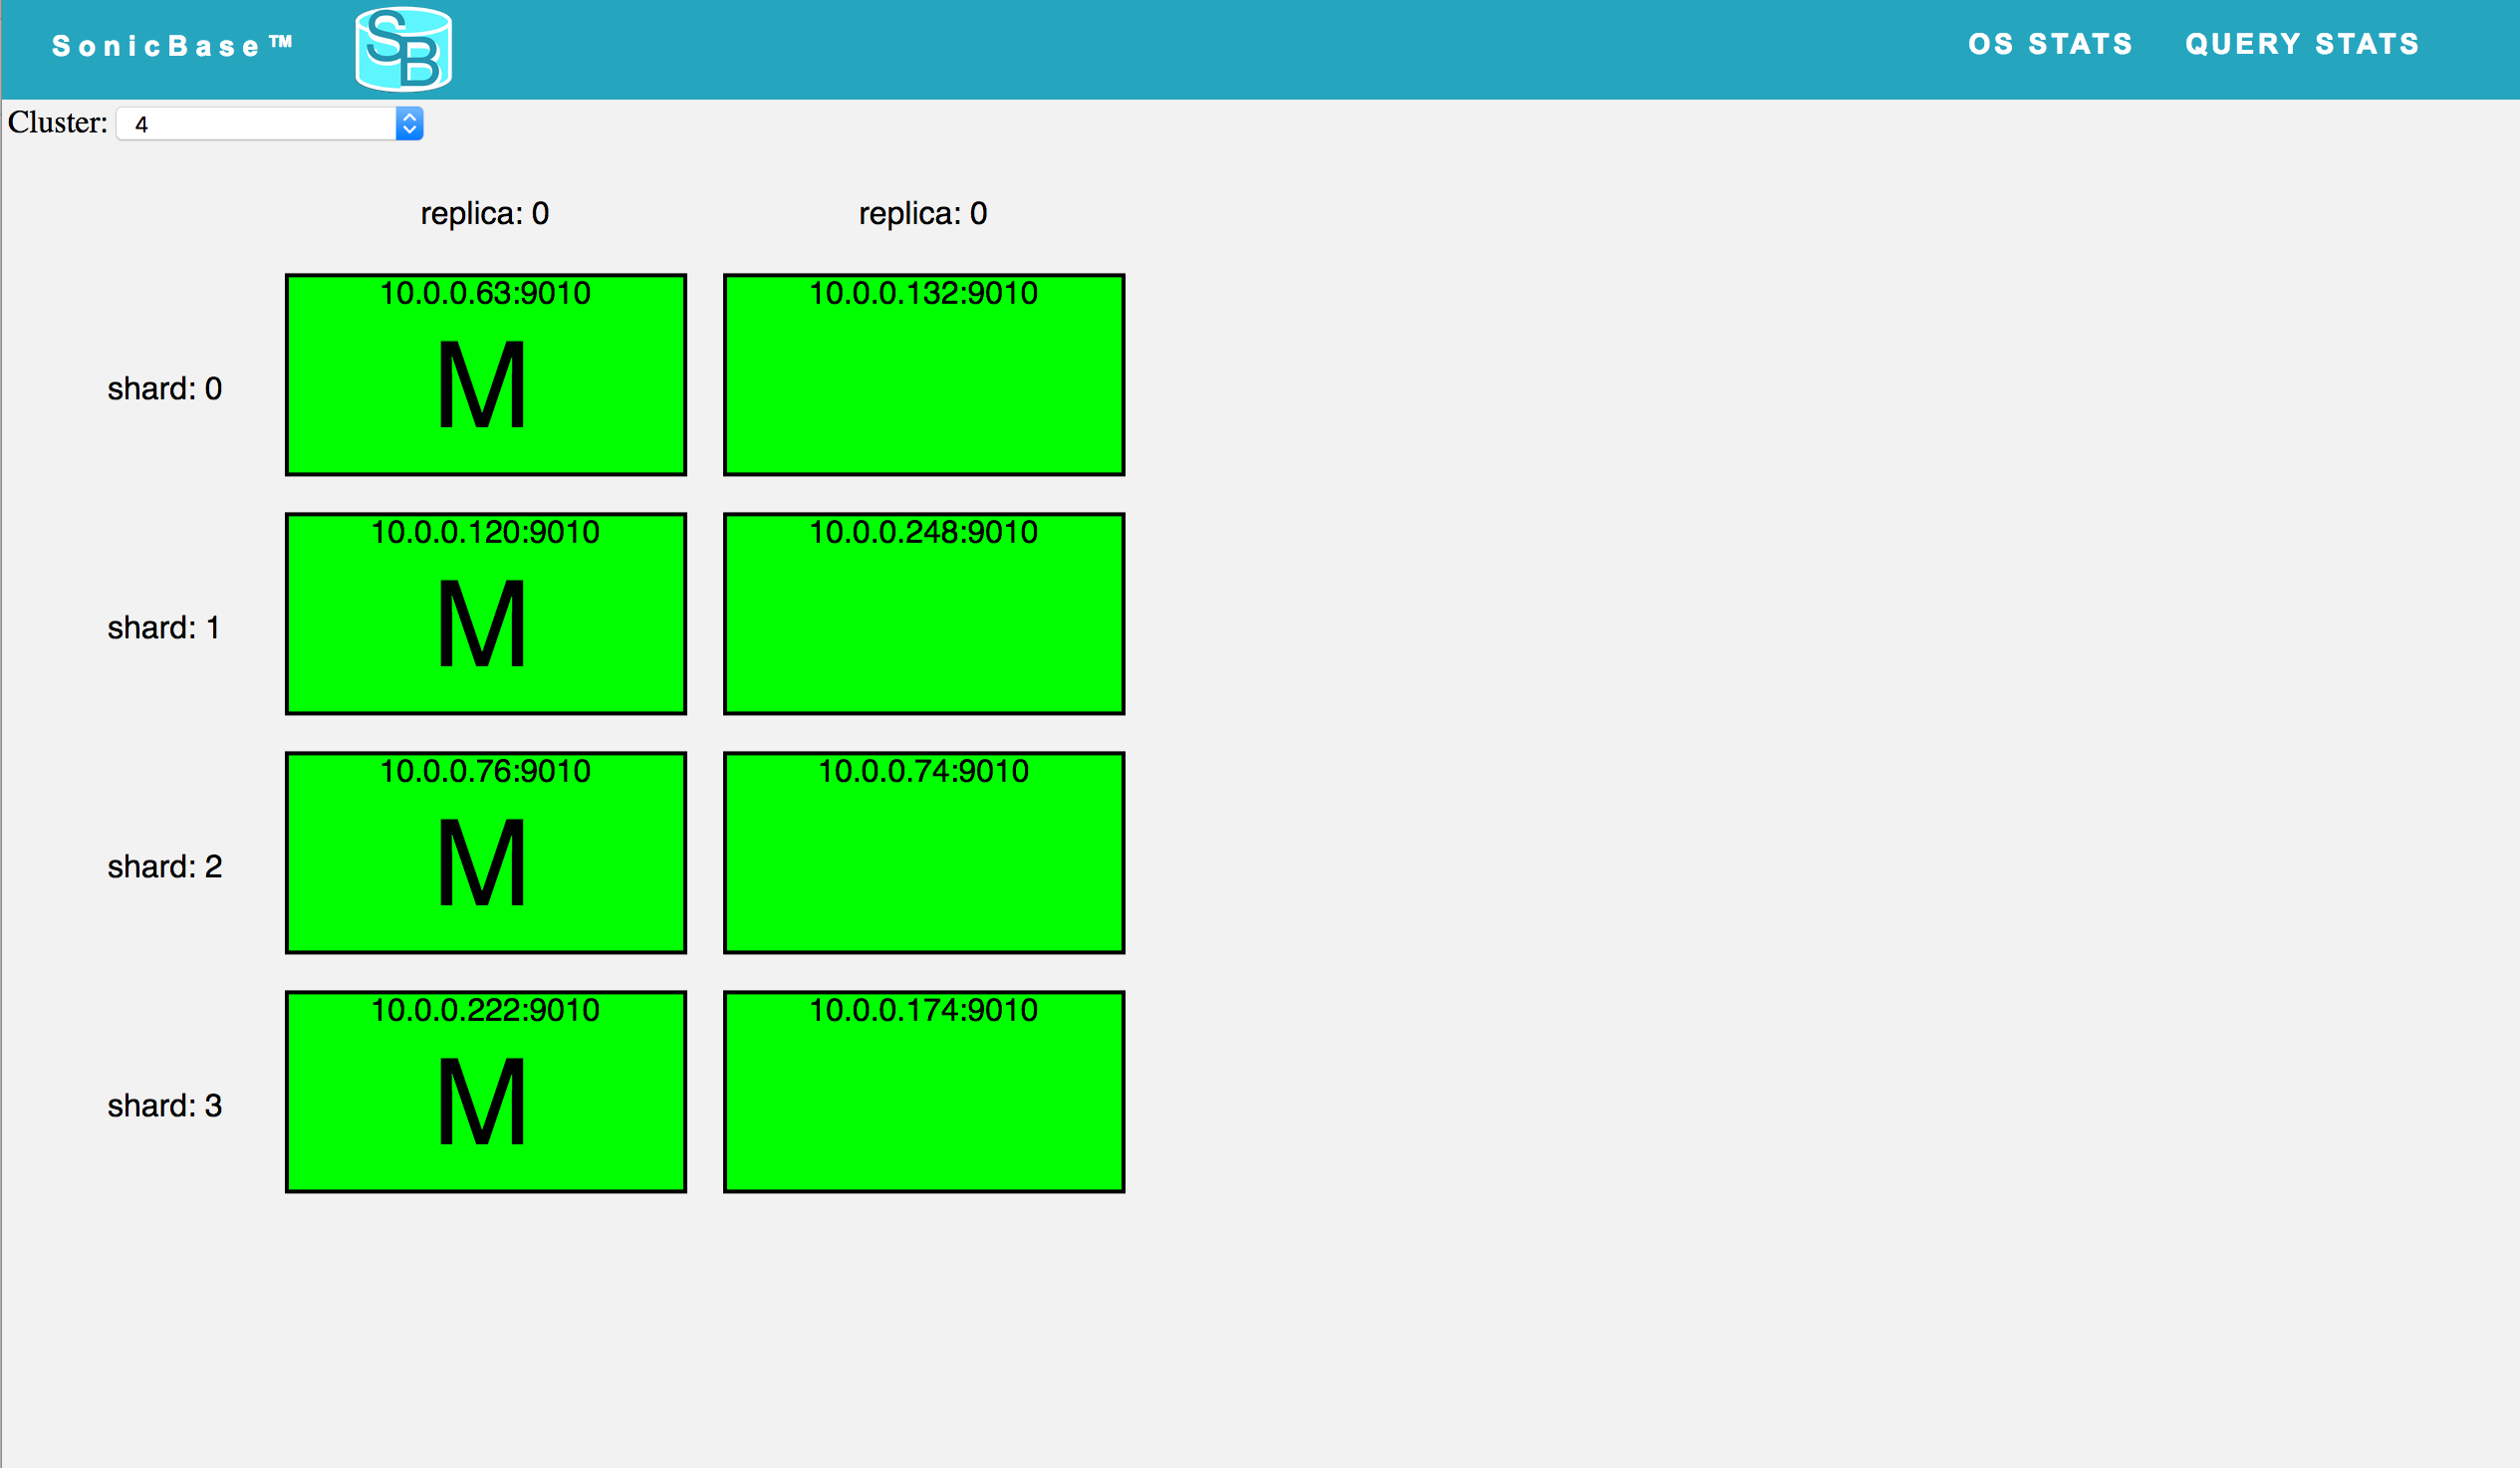 SonicBase™ SB OS STATS QUERY STATS
Cluster: 4
replica: 0 replica: 0
10.0.0.63:9010 10.0.0.132:9010
shard: 0 M
10.0.0.120:9010 10.0.0.248:9010
shard: 1 M
10.0.0.76:9010 10.0.0.74:9010
shard: 2 M
10.0.0.222:9010 10.0.0.174:9010
shard: 3 M